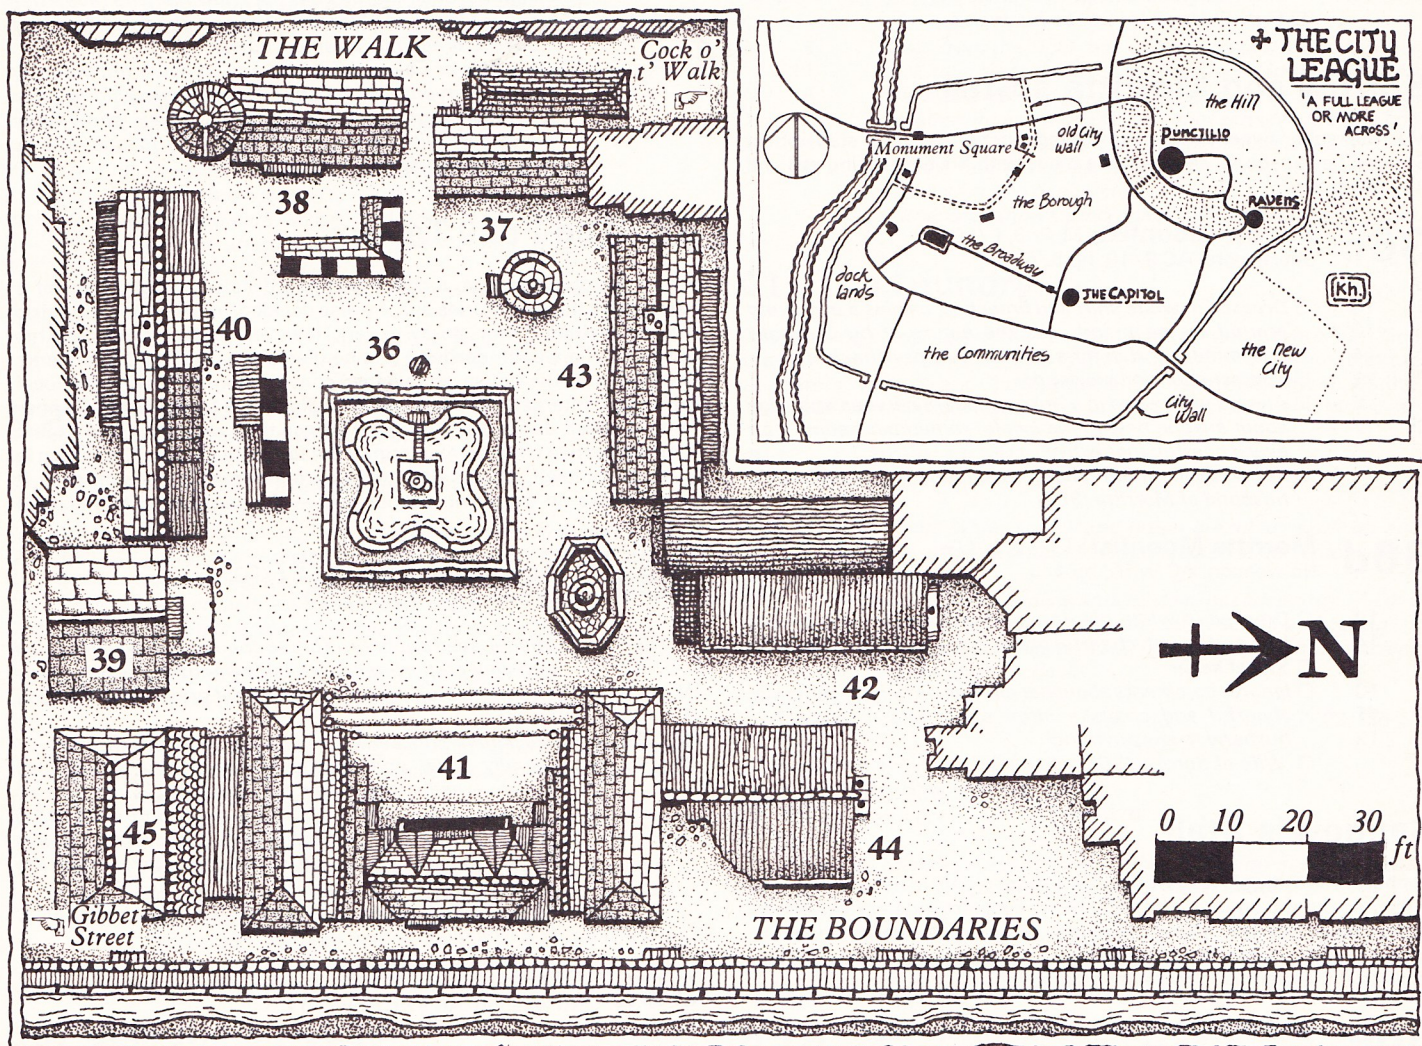 THE WALK
Cock o'
t' Walk
38
37
40
36
43
39
42
41
45
44
Gibbet
Street
THE BOUNDARIES
N
0 10 20 30
ft
THE CITY
LEAGUE
'A FULL LEAGUE
OR MORE
ACROSS'
the Hill
PUNCTILIO
old City
wall
Monument Square
the Borough
RAVENS
the Broadway
dock
lands
THE CAPITOL
kh.
the Communities
the New
City
City
Wall